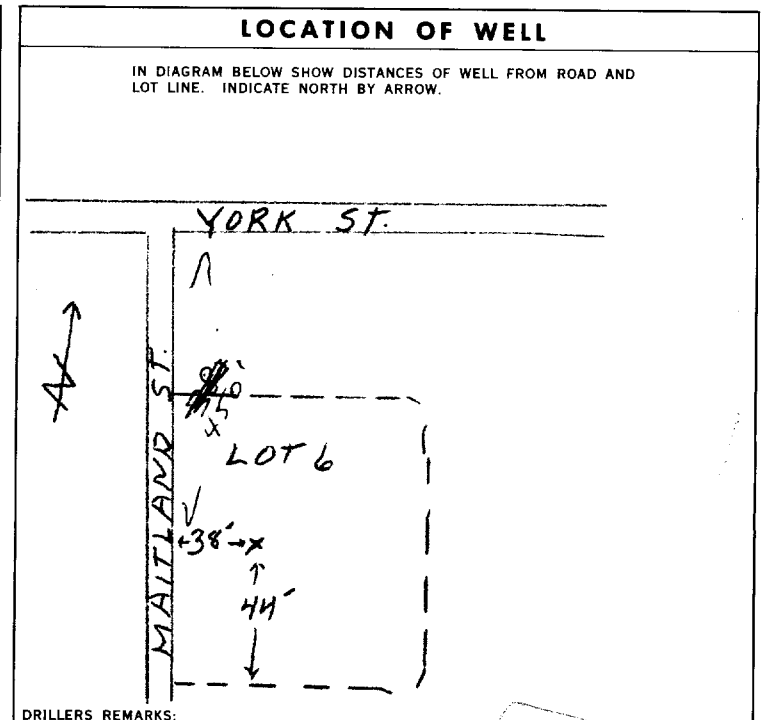 LOCATION OF WELL
IN DIAGRAM BELOW SHOW DISTANCES OF WELL FROM ROAD AND
LOT LINE. INDICATE NORTH BY ARROW.
YORK ST.
N
MAITLAND ST.
x
LOT 6
38' x
44'
DRILLERS REMARKS: